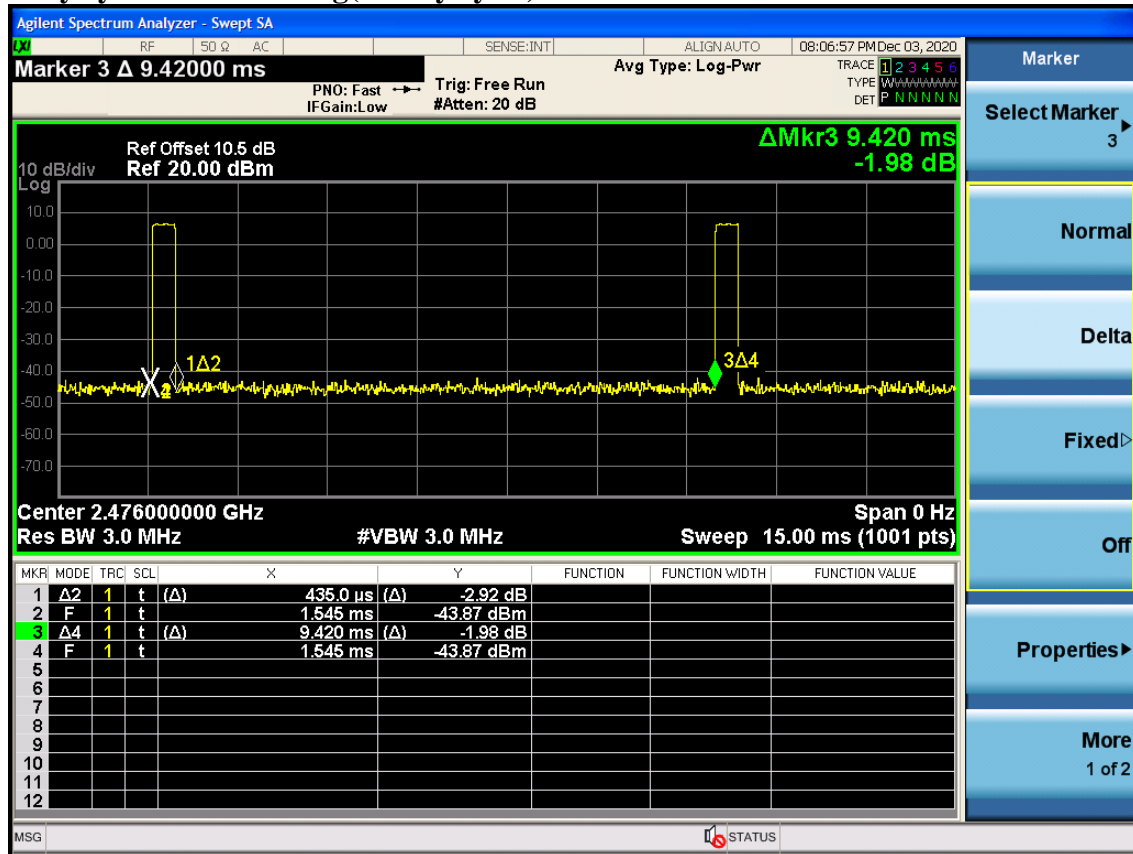 Agilent Spectrum Analyzer - Swept SA
LXI RF 50 Ω AC SENSE:INT ALIGN AUTO 08:06:57 PM Dec 03, 2020
Marker 3 Δ 9.42000 ms
PNO: Fast
IFGain:Low
Trig: Free Run
#Atten: 20 dB
Avg Type: Log-Pwr
TRACE 1 2 3 4 5 6
TYPE WWWWWW
DET P N N N N N
Ref Offset 10.5 dB
Ref 20.00 dBm
10 dB/div
Log
ΔMkr3 9.420 ms
-1.98 dB
10.0
0.00
-10.0
-20.0
-30.0
-40.0
-50.0
-60.0
-70.0
1Δ2
3Δ4
X2
Center 2.476000000 GHz Span 0 Hz
Res BW 3.0 MHz #VBW 3.0 MHz Sweep 15.00 ms (1001 pts)
MKR MODE TRC SCL X Y FUNCTION FUNCTION WIDTH FUNCTION VALUE
1 Δ2 1 t (Δ) 435.0 µs (Δ) -2.92 dB
2 F 1 t 1.545 ms -43.87 dBm
3 Δ4 1 t (Δ) 9.420 ms (Δ) -1.98 dB
4 F 1 t 1.545 ms -43.87 dBm
5
6
7
8
9
10
11
12
MSG STATUS
Marker
Select Marker
3
Normal
Delta
Fixed
Off
Properties
More
1 of 2